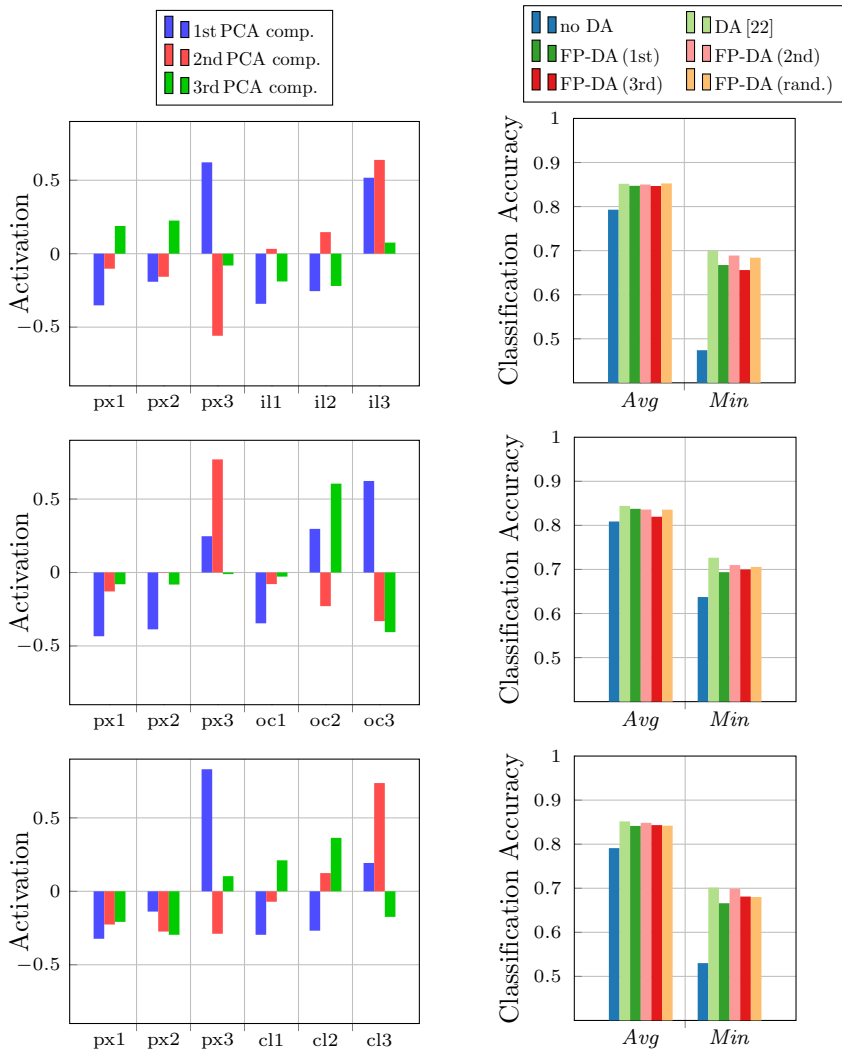 1st PCA comp.
2nd PCA comp.
3rd PCA comp.
no DA DA [22]
FP-DA (1st) FP-DA (2nd)
FP-DA (3rd) FP-DA (rand.)
Activation
0.5
0
−0.5
px1 px2 px3 il1 il2 il3
Classification Accuracy
1
0.9
0.8
0.7
0.6
0.5
Avg Min
Activation
0.5
0
−0.5
px1 px2 px3 oc1 oc2 oc3
Classification Accuracy
1
0.9
0.8
0.7
0.6
0.5
Avg Min
Activation
0.5
0
−0.5
px1 px2 px3 cl1 cl2 cl3
Classification Accuracy
1
0.9
0.8
0.7
0.6
0.5
Avg Min